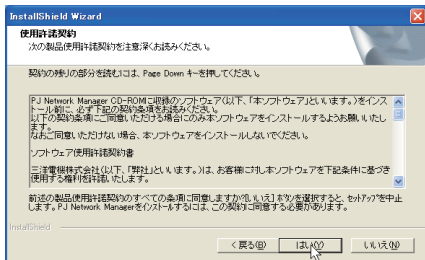 InstallShield Wizard
使用許諾契約
次の製品使用許諾契約を注意深くお読みください。
契約の残りの部分を読むには、Page Down キーを押してください。
PJ Network Manager CD-ROMに収録のソフトウェア(以下、「本ソフトウェア」といいます。)をインス
トール前に、必ず下記の契約条項をお読みください。
以下の契約条項にご同意いただける場合にのみ本ソフトウェアをインストールするようお願いいたし
ます。
なおご同意いただけない場合、本ソフトウェアをインストールしないでください。
ソフトウェア使用許諾契約書
三洋電機株式会社(以下、「弊社」といいます。)は、お客様に対し本ソフトウェアを下記条件に基づき
使用する権利を許諾いたします。
前述の製品使用許諾契約のすべての条項に同意しますか?[いいえ]ボタンを選択すると、セットアップを中止
します。PJ Network Managerをインストールするには、この契約に同意する必要があります。
InstallShield
< 戻る(B)
はい(Y)
いいえ(N)